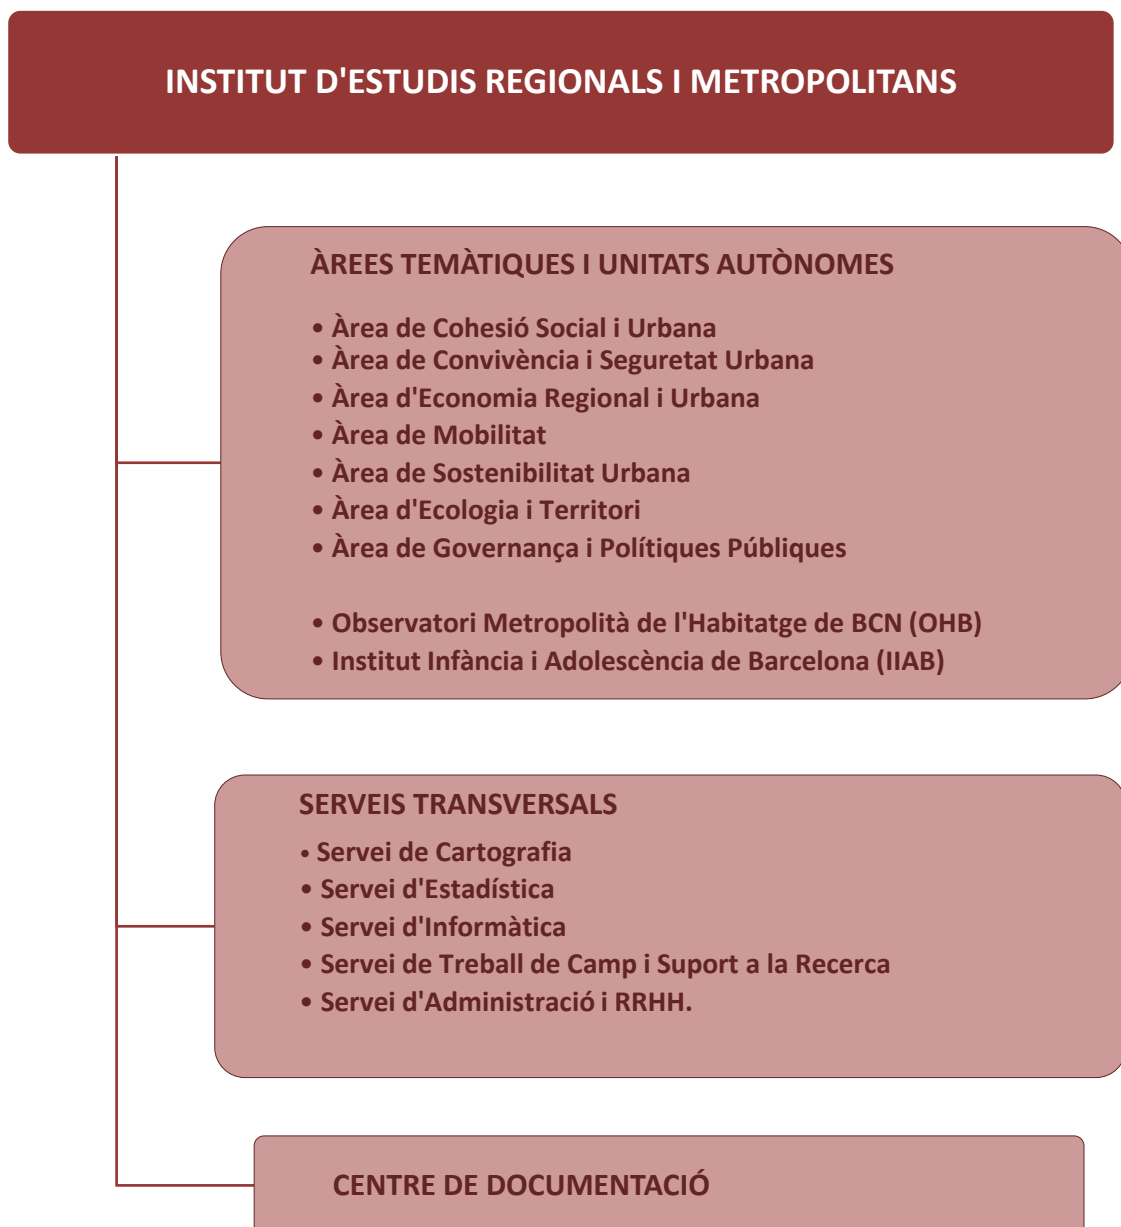 INSTITUT D'ESTUDIS REGIONALS I METROPOLITANS
ÀREES TEMÀTIQUES I UNITATS AUTÒNOMES
• Àrea de Cohesió Social i Urbana
• Àrea de Convivència i Seguretat Urbana
• Àrea d'Economia Regional i Urbana
• Àrea de Mobilitat
• Àrea de Sostenibilitat Urbana
• Àrea d'Ecologia i Territori
• Àrea de Governança i Polítiques Públiques
• Observatori Metropolità de l'Habitatge de BCN (OHB)
• Institut Infància i Adolescència de Barcelona (IIAB)
SERVEIS TRANSVERSALS
• Servei de Cartografia
• Servei d'Estadística
• Servei d'Informàtica
• Servei de Treball de Camp i Suport a la Recerca
• Servei d'Administració i RRHH.
CENTRE DE DOCUMENTACIÓ